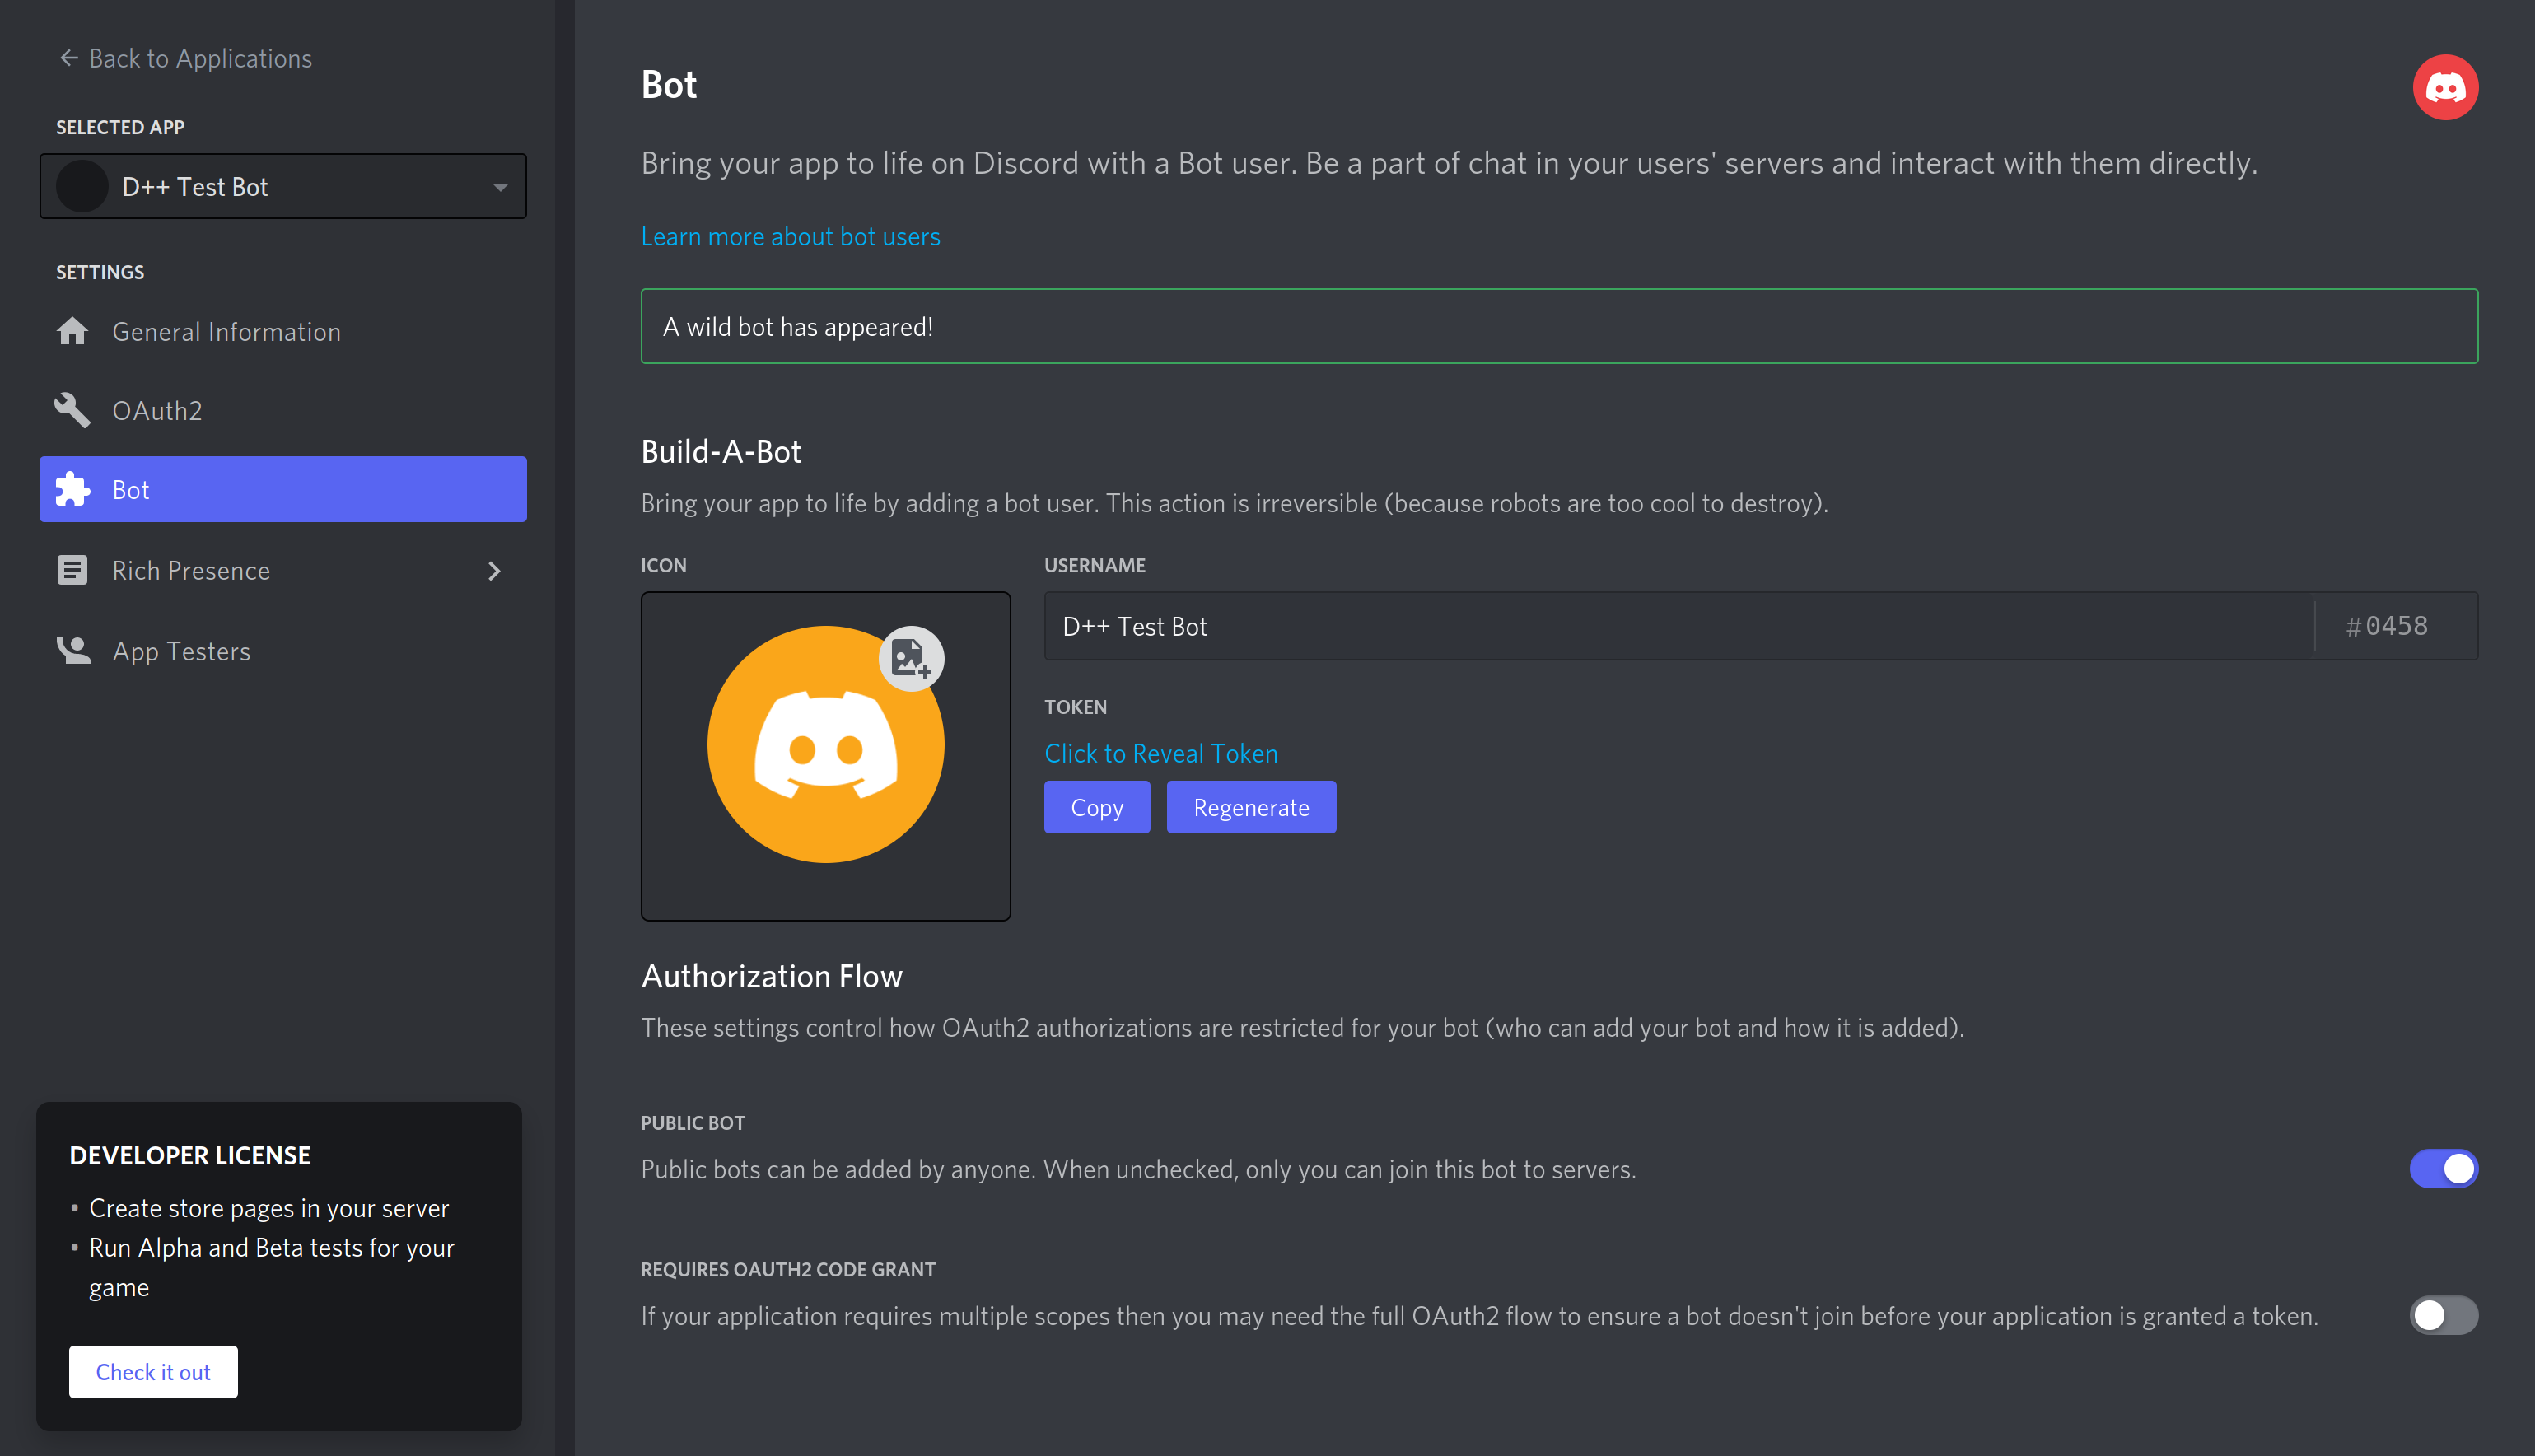 Back to Applications
SELECTED APP
D++ Test Bot
SETTINGS
General Information
OAuth2
Bot
Rich Presence
App Testers
DEVELOPER LICENSE
• Create store pages in your server
• Run Alpha and Beta tests for your
game
Check it out
Bot
Bring your app to life on Discord with a Bot user. Be a part of chat in your users' servers and interact with them directly.
Learn more about bot users
A wild bot has appeared!
Build-A-Bot
Bring your app to life by adding a bot user. This action is irreversible (because robots are too cool to destroy).
ICON
USERNAME
D++ Test Bot #0458
TOKEN
Click to Reveal Token
Copy Regenerate
Authorization Flow
These settings control how OAuth2 authorizations are restricted for your bot (who can add your bot and how it is added).
PUBLIC BOT
Public bots can be added by anyone. When unchecked, only you can join this bot to servers.
REQUIRES OAUTH2 CODE GRANT
If your application requires multiple scopes then you may need the full OAuth2 flow to ensure a bot doesn't join before your application is granted a token.